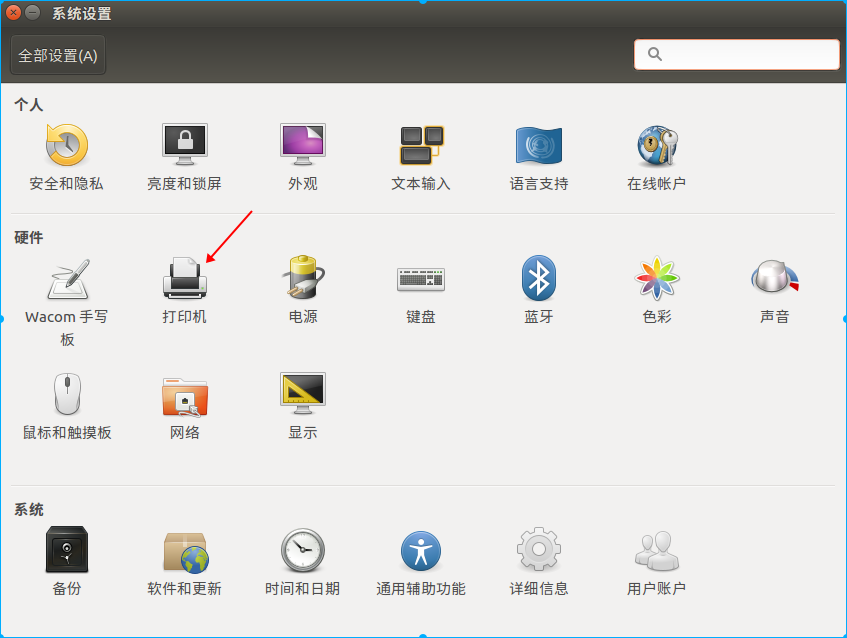 系统设置
全部设置(A)
个人
安全和隐私
亮度和锁屏
外观
文本输入
语言支持
在线帐户
硬件
Wacom 手写
板
打印机
电源
键盘
蓝牙
色彩
声音
鼠标和触摸板
网络
显示
系统
备份
软件和更新
时间和日期
通用辅助功能
详细信息
用户账户